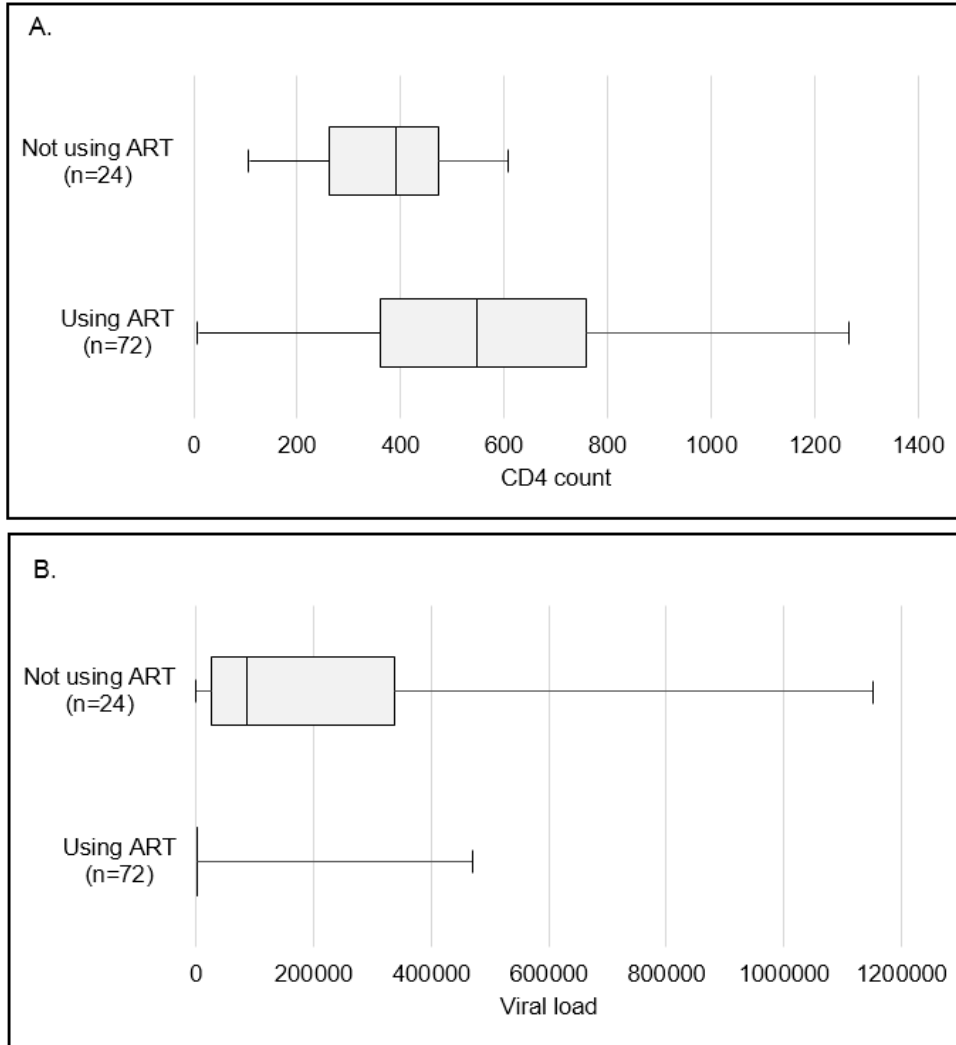 A.
Not using ART
(n=24)
Using ART
(n=72)
0 200 400 600 800 1000 1200 1400
CD4 count
B.
Not using ART
(n=24)
Using ART
(n=72)
0 200000 400000 600000 800000 1000000 1200000
Viral load